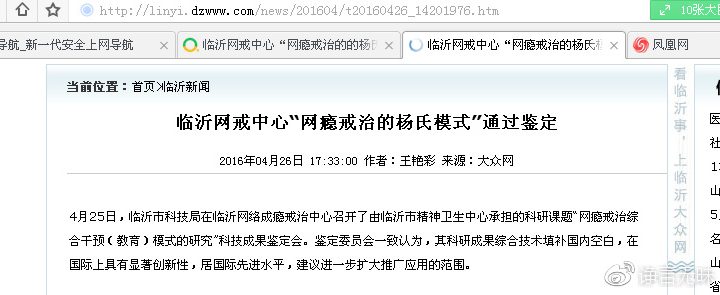 http://linyi.dzwww.com/news/201604/t20160426_14201976.htm
10张大
导航_新一代安全上网导航
临沂网戒中心“网瘾戒治的的杨氏
临沂网戒中心“网瘾戒治的杨氏模
凤凰网
当前位置：首页>临沂新闻
临沂网戒中心“网瘾戒治的杨氏模式”通过鉴定
2016年04月26日 17:33:00 作者：王艳彩 来源：大众网
4月25日，临沂市科技局在临沂网络成瘾戒治中心召开了由临沂市精神卫生中心承担的科研课题“网瘾戒治综
合干预（教育）模式的研究”科技成果鉴定会。鉴定委员会一致认为，其科研成果综合技术填补国内空白，在
国际上具有显著创新性，居国际先进水平，建议进一步扩大推广应用的范围。
看临沂事，上临沂大众网
医
社
1
山
5
名
山
省